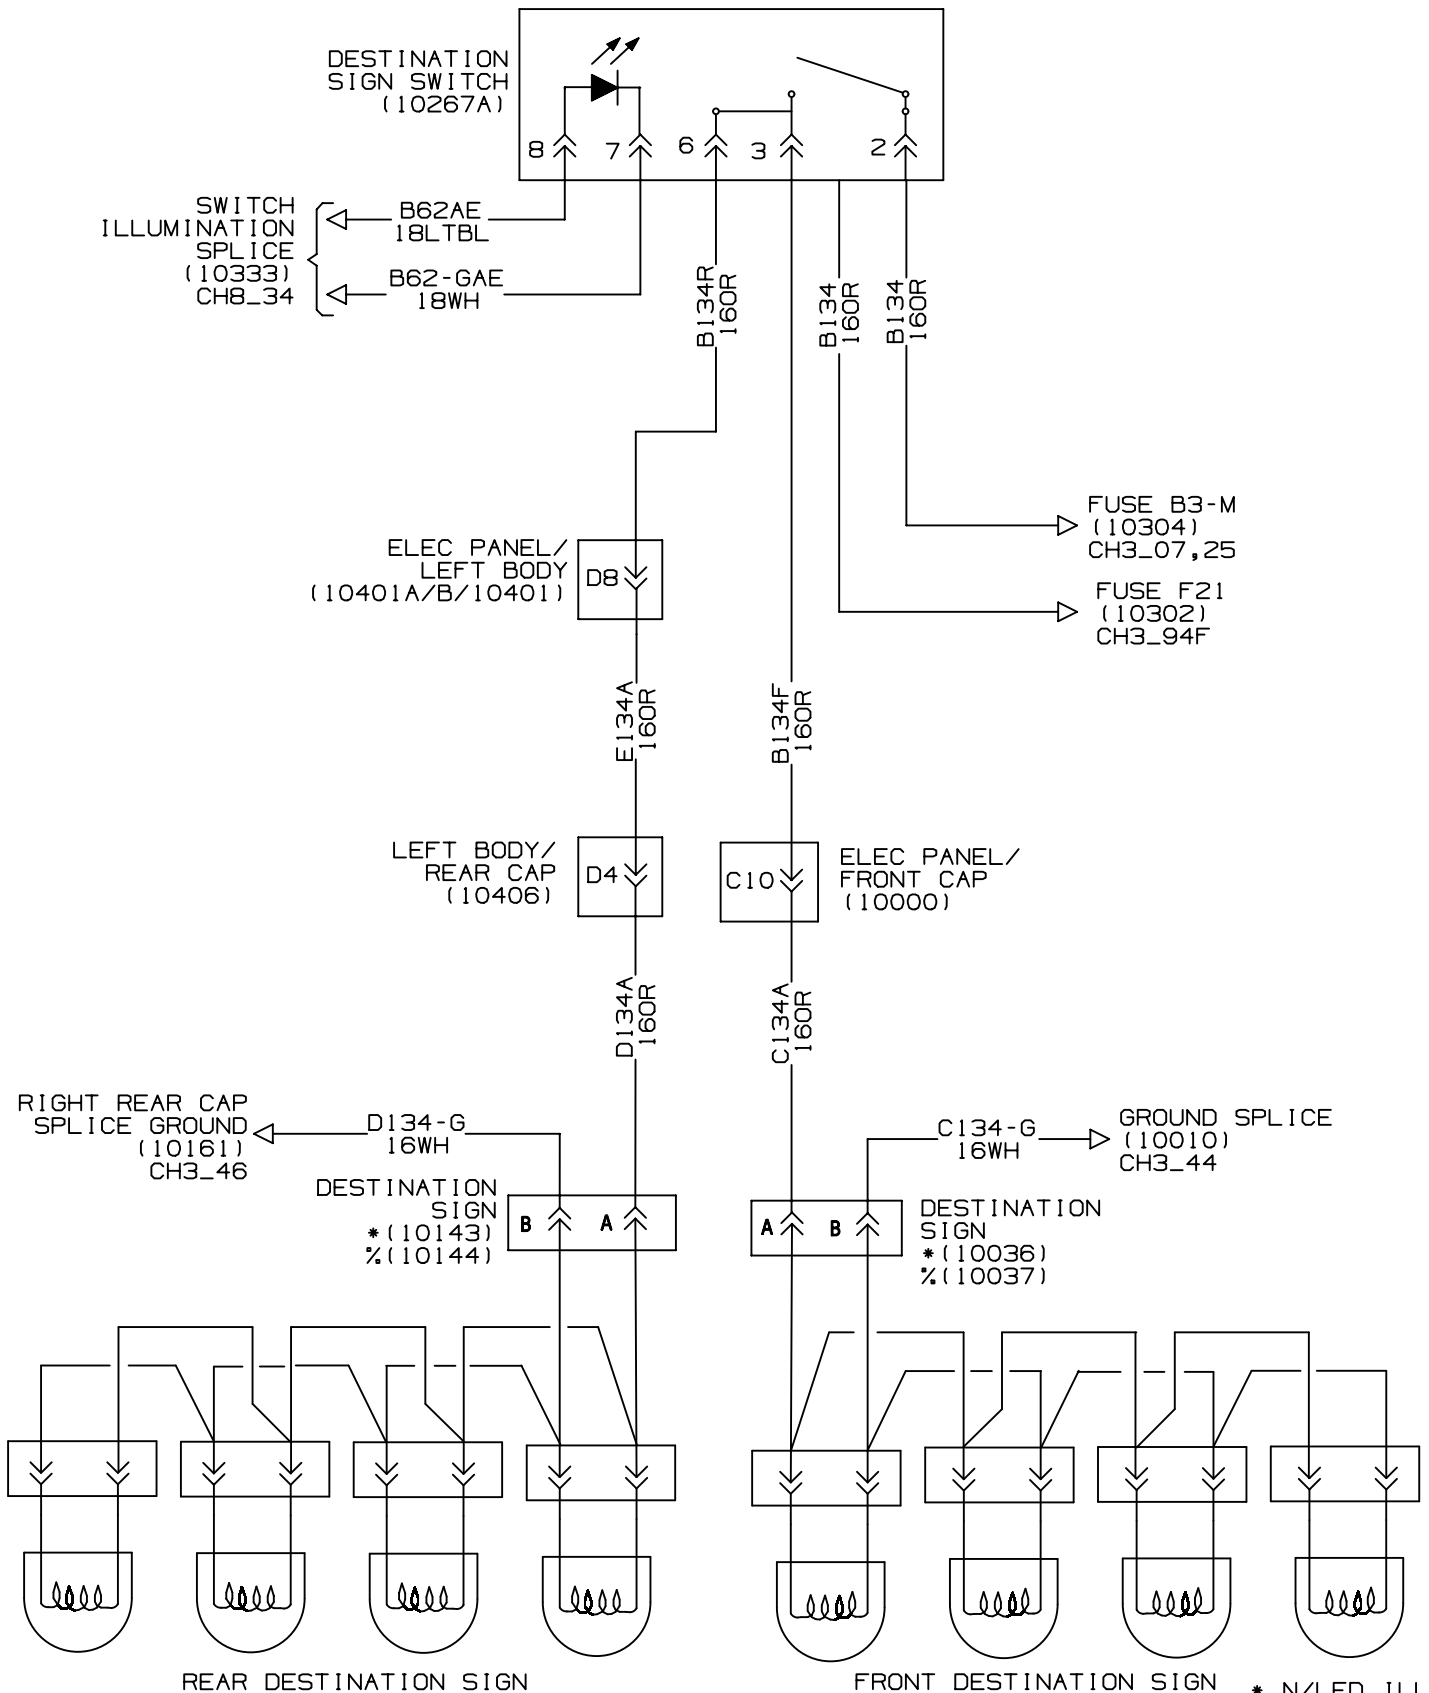 DESTINATION
SIGN SWITCH
(10267A)
8
7
6
3
2
SWITCH
ILLUMINATION
SPLICE
(10333)
CH8_34
B62AE
18LTBL
B62-GAE
18WH
B134R
16OR
B134
16OR
B134
16OR
FUSE B3-M
(10304)
CH3_07,25
FUSE F21
(10302)
CH3_94F
ELEC PANEL/
LEFT BODY
(10401A/B/10401)
D8
E134A
16OR
B134F
16OR
LEFT BODY/
REAR CAP
(10406)
D4
C10
ELEC PANEL/
FRONT CAP
(10000)
D134A
16OR
C134A
16OR
RIGHT REAR CAP
SPLICE GROUND
(10161)
CH3_46
D134-G
16WH
C134-G
16WH
GROUND SPLICE
(10010)
CH3_44
DESTINATION
SIGN
*(10143)
%(10144)
B
A
A
B
DESTINATION
SIGN
*(10036)
%(10037)
REAR DESTINATION SIGN
FRONT DESTINATION SIGN